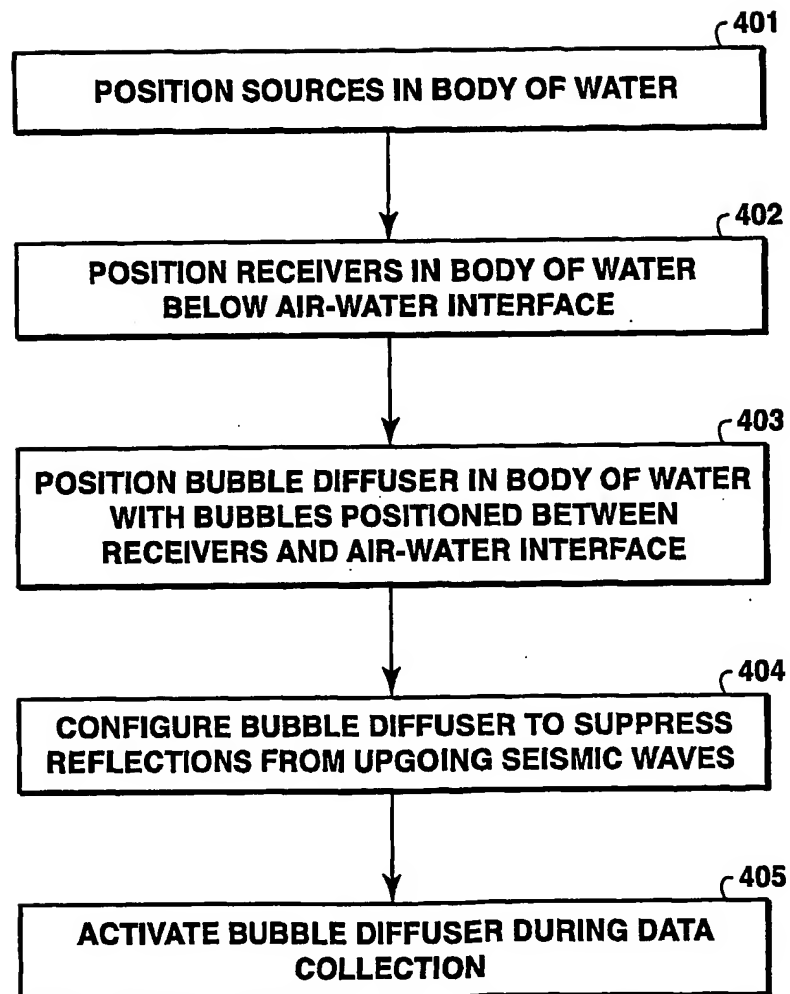 401
POSITION SOURCES IN BODY OF WATER
402
POSITION RECEIVERS IN BODY OF WATER
BELOW AIR-WATER INTERFACE
403
POSITION BUBBLE DIFFUSER IN BODY OF WATER
WITH BUBBLES POSITIONED BETWEEN
RECEIVERS AND AIR-WATER INTERFACE
404
CONFIGURE BUBBLE DIFFUSER TO SUPPRESS
REFLECTIONS FROM UPGOING SEISMIC WAVES
405
ACTIVATE BUBBLE DIFFUSER DURING DATA
COLLECTION